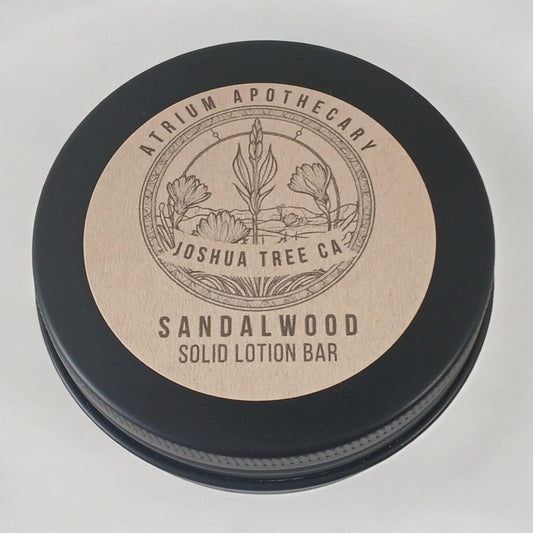 ATRIUM APOTHECARY
JOSHUA TREE CA
SANDALWOOD
SOLID LOTION BAR